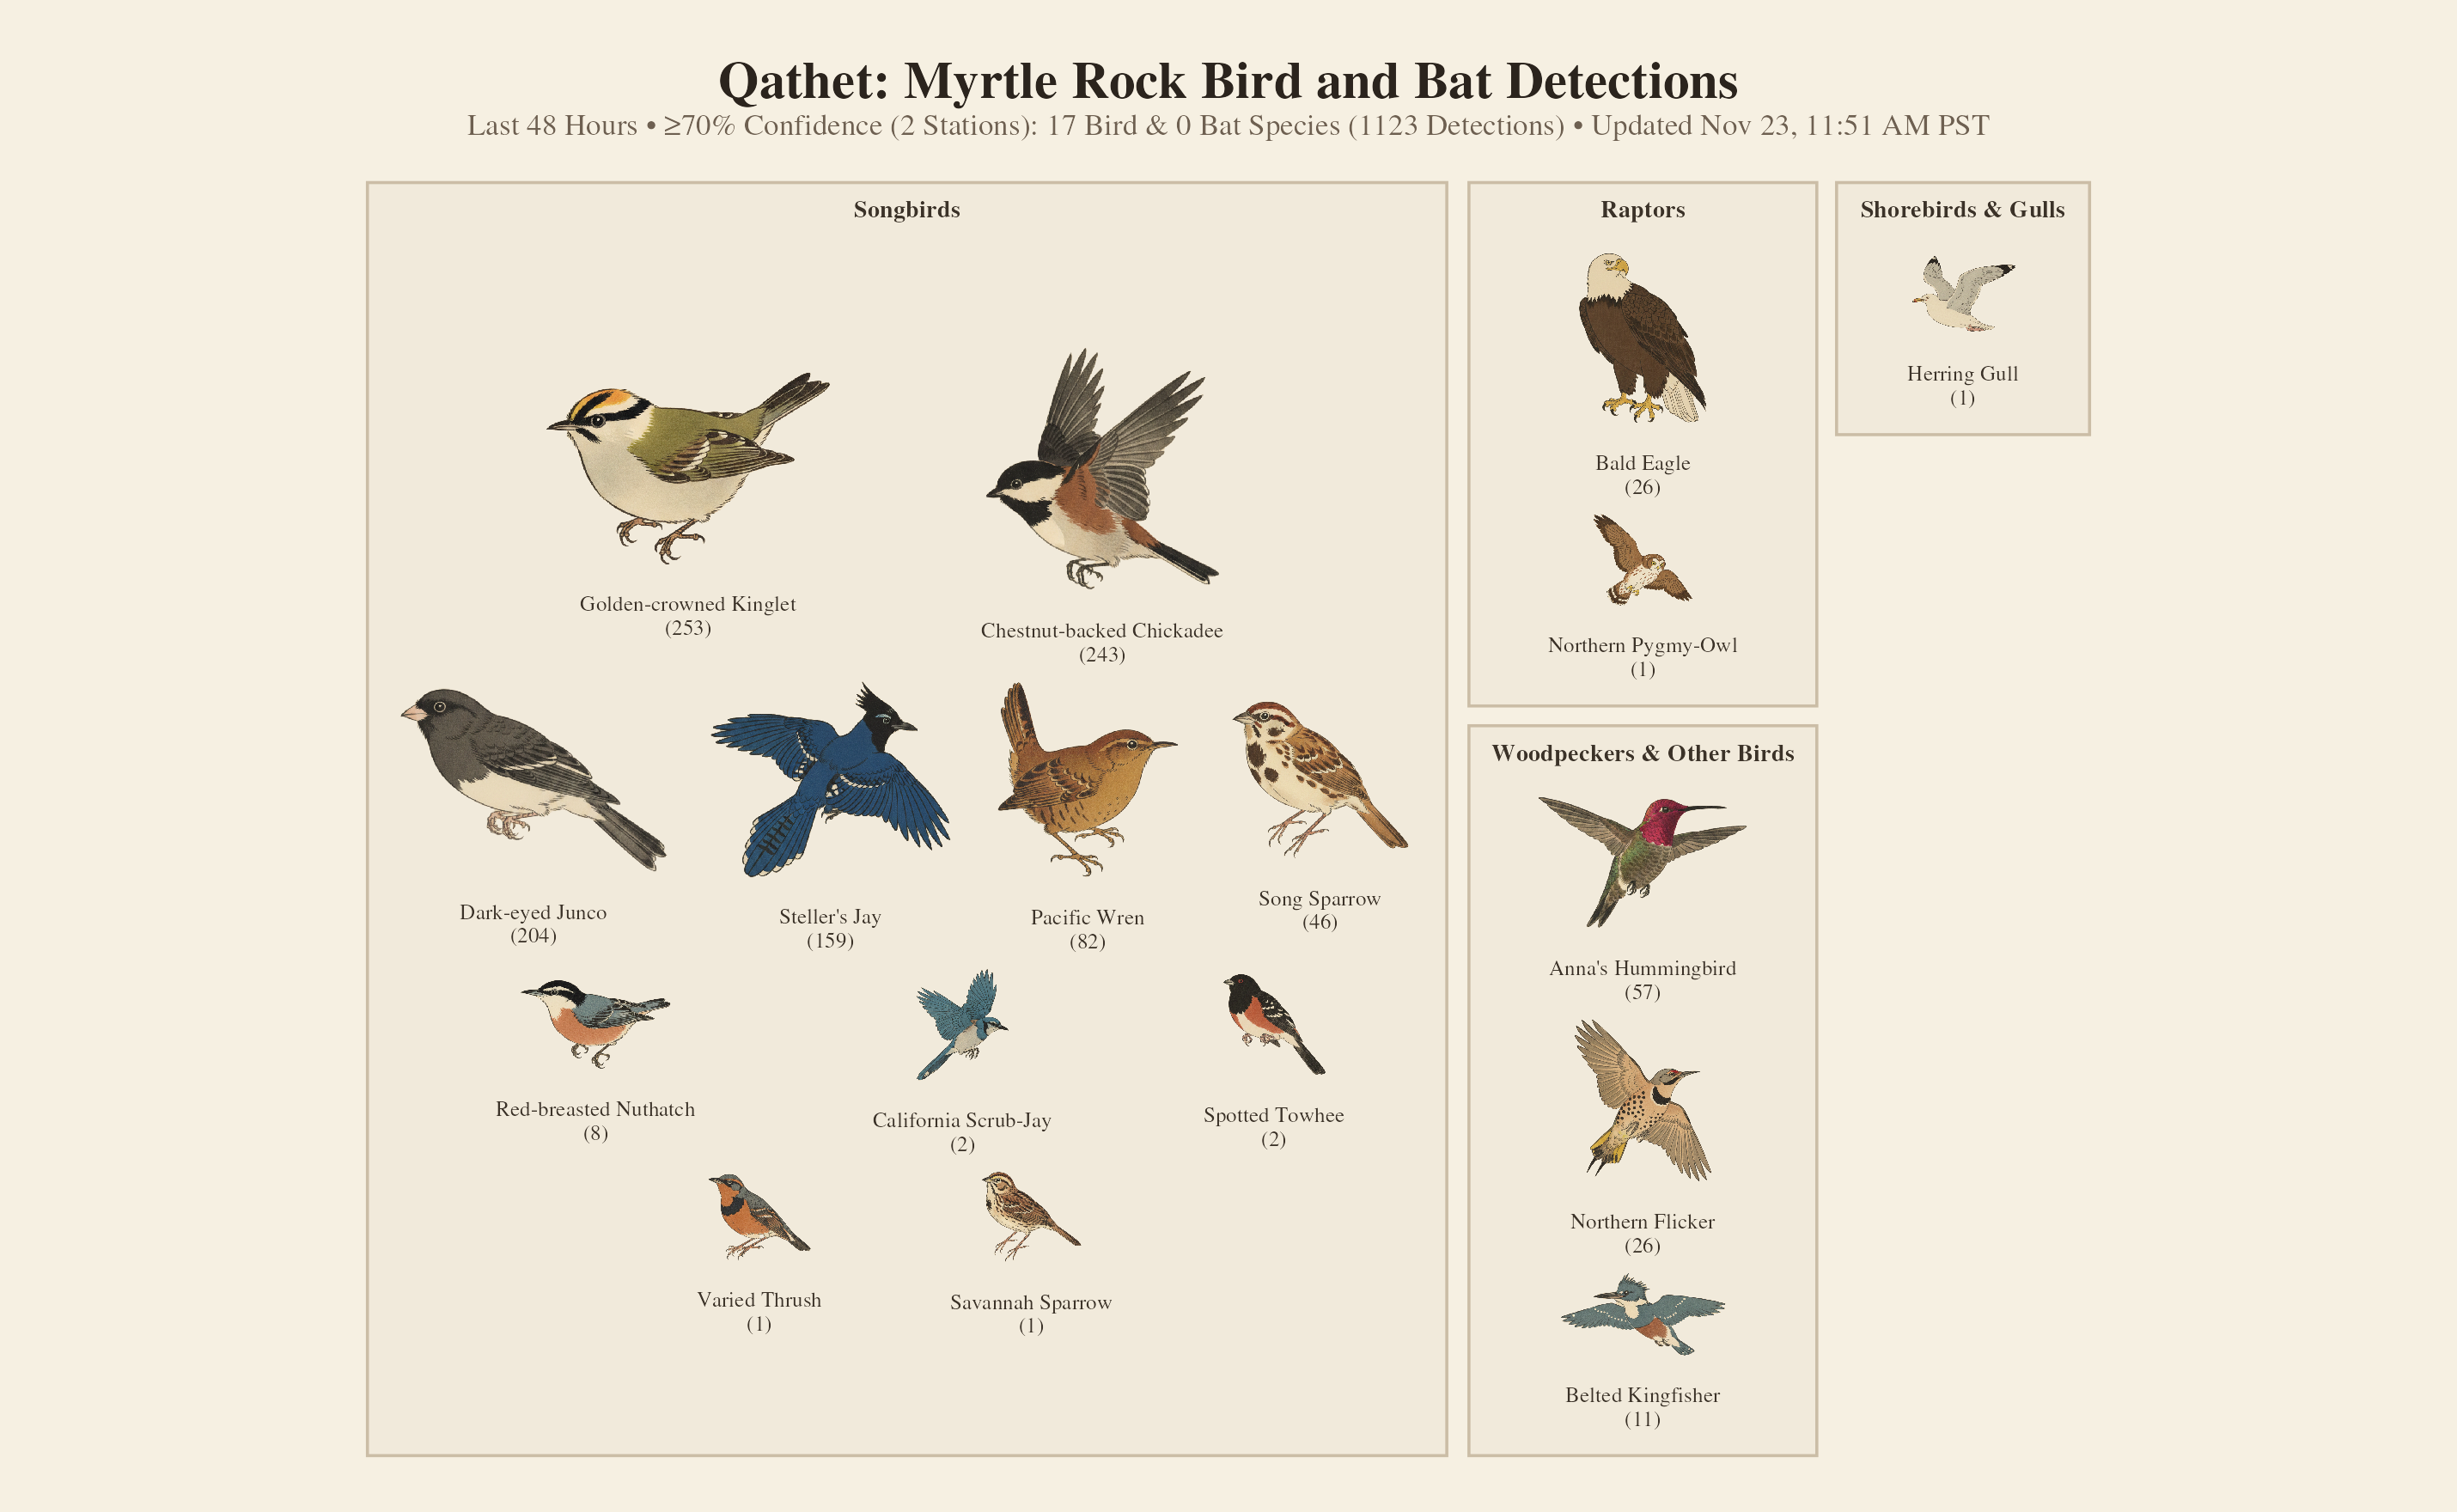 Qathet: Myrtle Rock Bird and Bat Detections
Last 48 Hours • ≥70% Confidence (2 Stations): 17 Bird & 0 Bat Species (1123 Detections) • Updated Nov 23, 11:51 AM PST
Songbirds
Golden-crowned Kinglet
(253)
Chestnut-backed Chickadee
(243)
Dark-eyed Junco
(204)
Steller's Jay
(159)
Pacific Wren
(82)
Song Sparrow
(46)
Red-breasted Nuthatch
(8)
California Scrub-Jay
(2)
Spotted Towhee
(2)
Varied Thrush
(1)
Savannah Sparrow
(1)
Raptors
Bald Eagle
(26)
Northern Pygmy-Owl
(1)
Woodpeckers & Other Birds
Anna's Hummingbird
(57)
Northern Flicker
(26)
Belted Kingfisher
(11)
Shorebirds & Gulls
Herring Gull
(1)